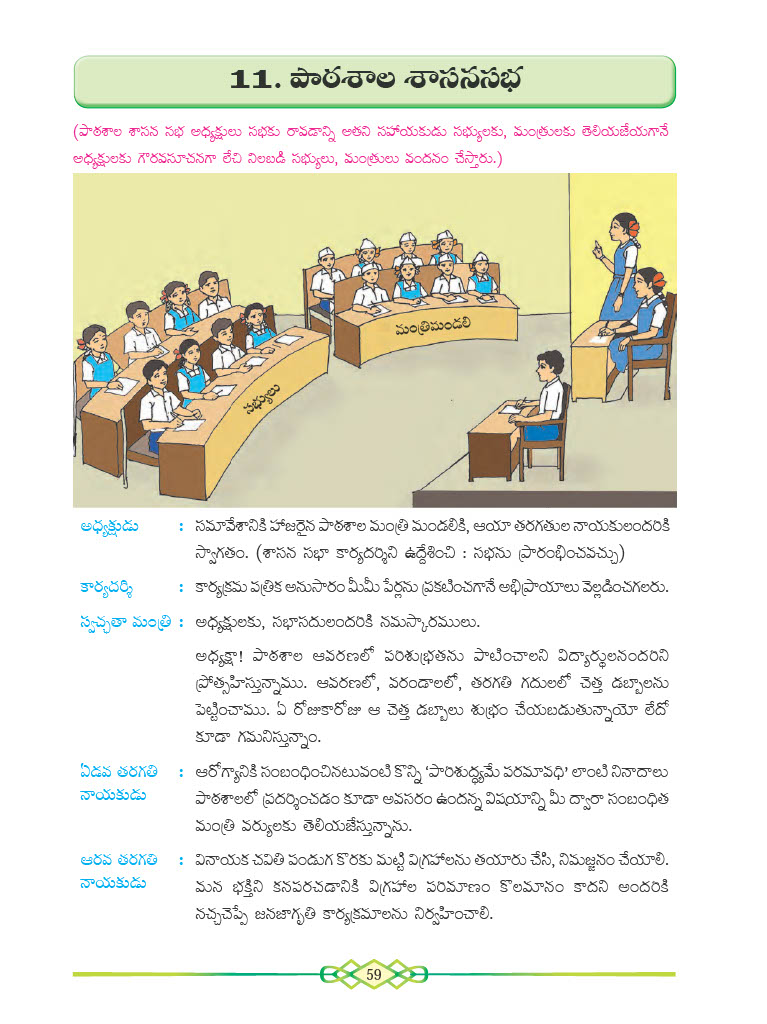 11. పాఠశాల శాసనసభ
(పాఠశాల శాసన సభ అధ్యక్షులు సభకు రావడాన్ని అతని సహాయకుడు సభ్యులకు, మంత్రులకు తెలియజేయగానే
అధ్యక్షులకు గౌరవసూచనగా లేచి నిలబడి సభ్యులు, మంత్రులు వందనం చేస్తారు.)
మంత్రిమండలి
సభ్యులు
అధ్యక్షుడు : సమావేశానికి హాజరైన పాఠశాల మంత్రి మండలికి, ఆయా తరగతుల నాయకులందరికి
స్వాగతం. (శాసన సభా కార్యదర్శిని ఉద్దేశించి : సభను ప్రారంభించవచ్చు)
కార్యదర్శి : కార్యక్రమ పత్రిక అనుసారం మీమీ పేర్లను ప్రకటించగానే అభిప్రాయాలు వెల్లడించగలరు.
స్వచ్ఛతా మంత్రి : అధ్యక్షులకు, సభాసదులందరికి నమస్కారములు.
అధ్యక్షా! పాఠశాల ఆవరణలో పరిశుభ్రతను పాటించాలని విద్యార్థులనందరిని
ప్రోత్సహిస్తున్నాము. ఆవరణలో, వరండాలలో, తరగతి గదులలో చెత్త డబ్బాలను
పెట్టించాము. ఏ రోజుకారోజు ఆ చెత్త డబ్బాలు శుభ్రం చేయబడుతున్నాయో లేదో
కూడా గమనిస్తున్నాం.
ఏడవ తరగతి : ఆరోగ్యానికి సంబంధించినటువంటి కొన్ని ‘పారిశుద్ధ్యమే పరమావధి’ లాంటి నినాదాలు
నాయకుడు పాఠశాలలో ప్రదర్శించడం కూడా అవసరం ఉందన్న విషయాన్ని మీ ద్వారా సంబంధిత
మంత్రి వర్యులకు తెలియజేస్తున్నాను.
ఆరవ తరగతి : వినాయక చవితి పండుగ కొరకు మట్టి విగ్రహాలను తయారు చేసి, నిమజ్జనం చేయాలి.
నాయకుడు మన భక్తిని కనపరచడానికి విగ్రహాల పరిమాణం కొలమానం కాదని అందరికి
నచ్చచెప్పే జనజాగృతి కార్యక్రమాలను నిర్వహించాలి.
59